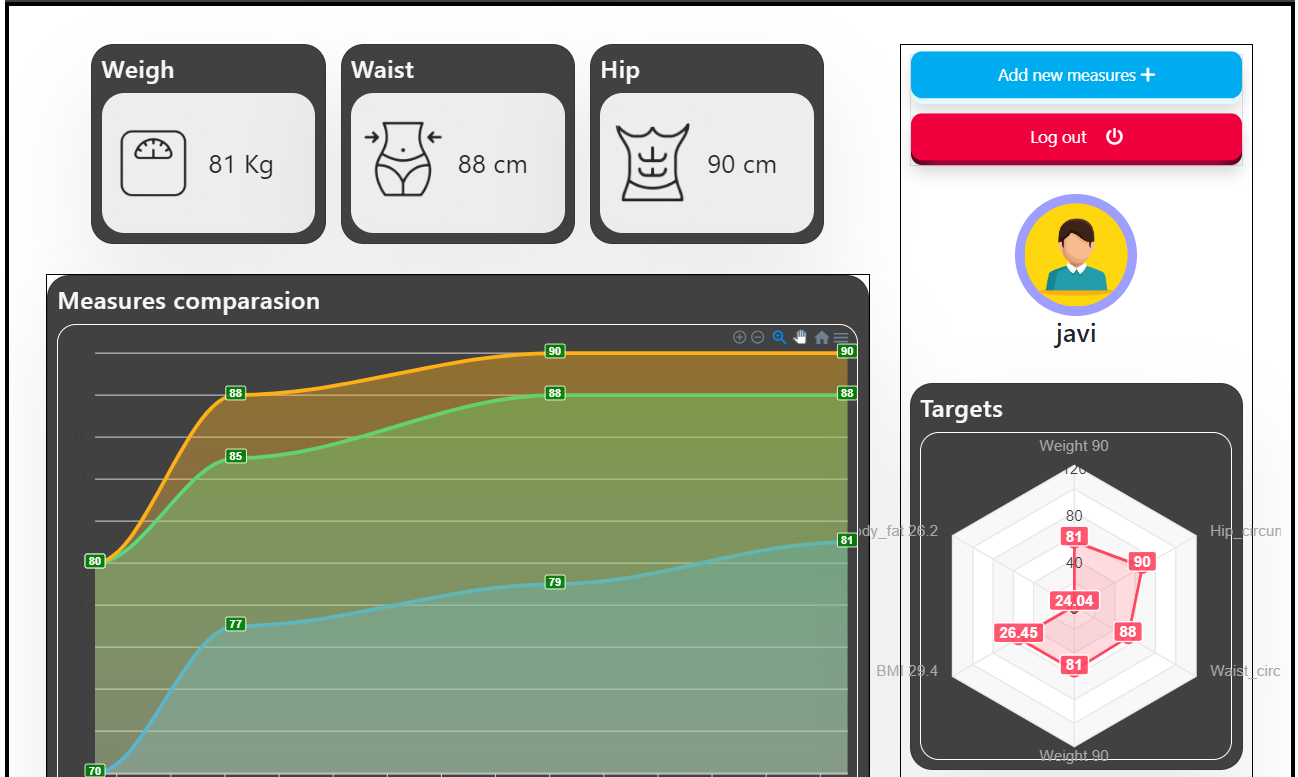 Weigh
81 Kg
Waist
88 cm
Hip
90 cm
Add new measures
Log out
javi
Measures comparasion
90
90
88
88
88
85
81
80
79
77
70
Targets
Weight 90
120
80
81
40
90
24.04
26.45
88
81
ody_fat 26.2
Hip_circum
BMI 29.4
Waist_circ
Weight 90